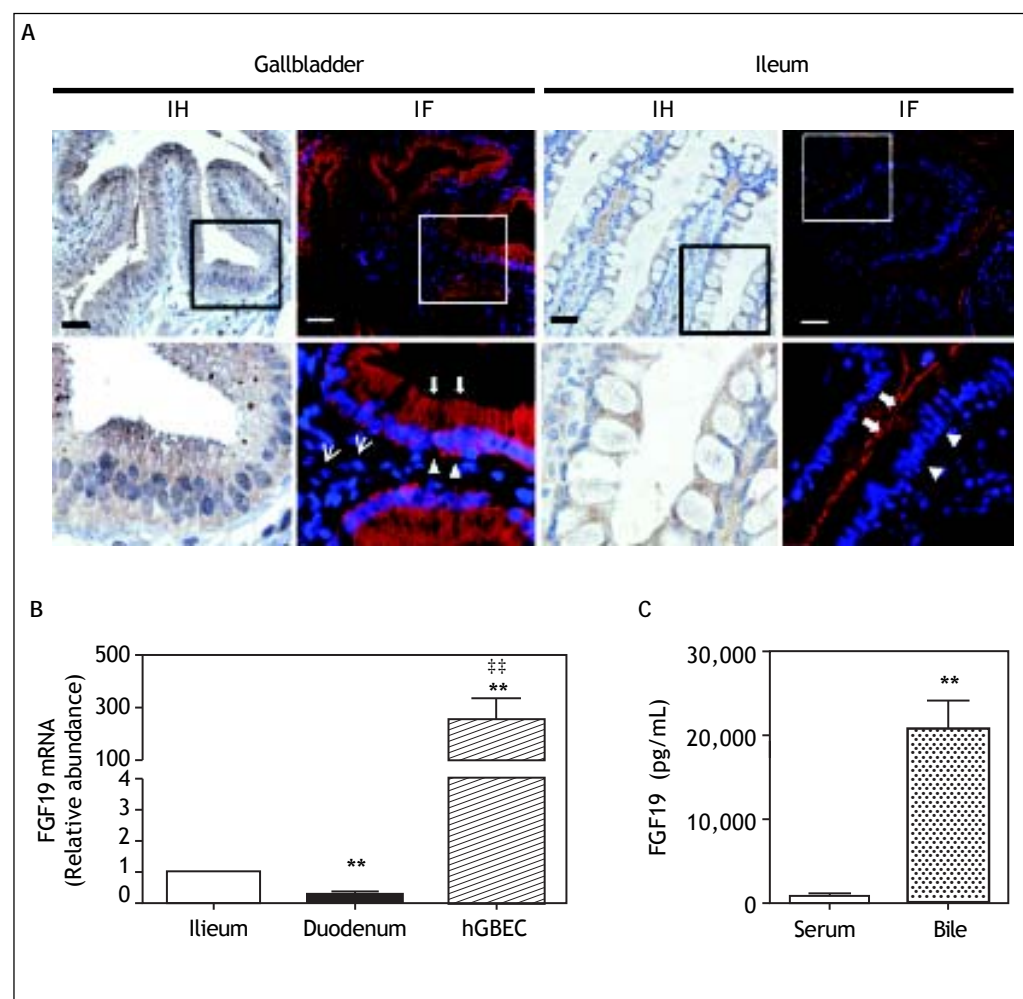 A
Gallbladder
Ileum
IH
IF
IH
IF
B
FGF19 mRNA
(Relative abundance)
500
300
100
4
3
2
1
0
**
‡‡
**
Ilieum
Duodenum
hGBEC
C
FGF19 (pg/mL)
30,000
20,000
10,000
0
**
Serum
Bile